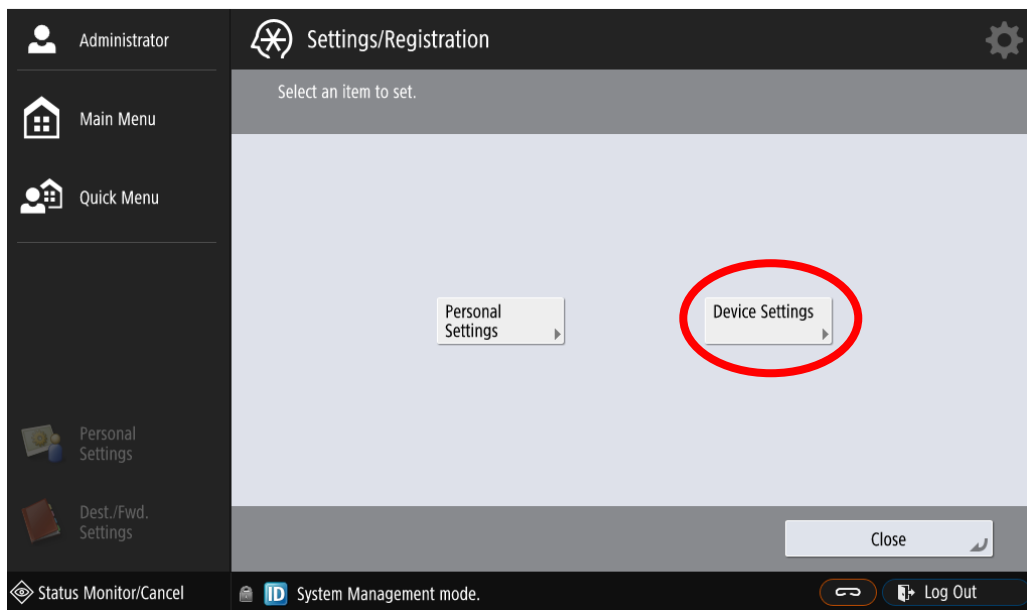 Administrator
Settings/Registration
Select an item to set.
Main Menu
Quick Menu
Personal
Settings
Device Settings
Personal
Settings
Dest./Fwd.
Settings
Close
Status Monitor/Cancel
ID System Management mode.
Log Out